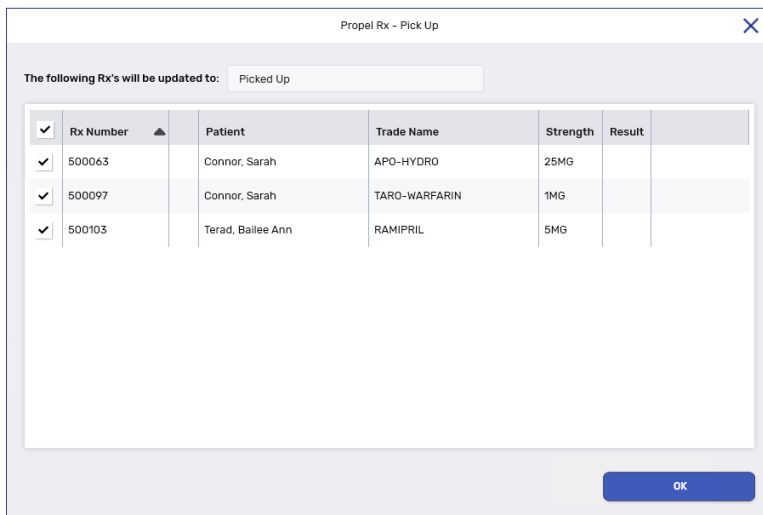 Propel Rx - Pick Up
The following Rx's will be updated to: Picked Up
Rx Number Patient Trade Name Strength Result
500063 Connor, Sarah APO-HYDRO 25MG
500097 Connor, Sarah TARO-WARFARIN 1MG
500103 Terad, Bailee Ann RAMIPRIL 5MG
OK